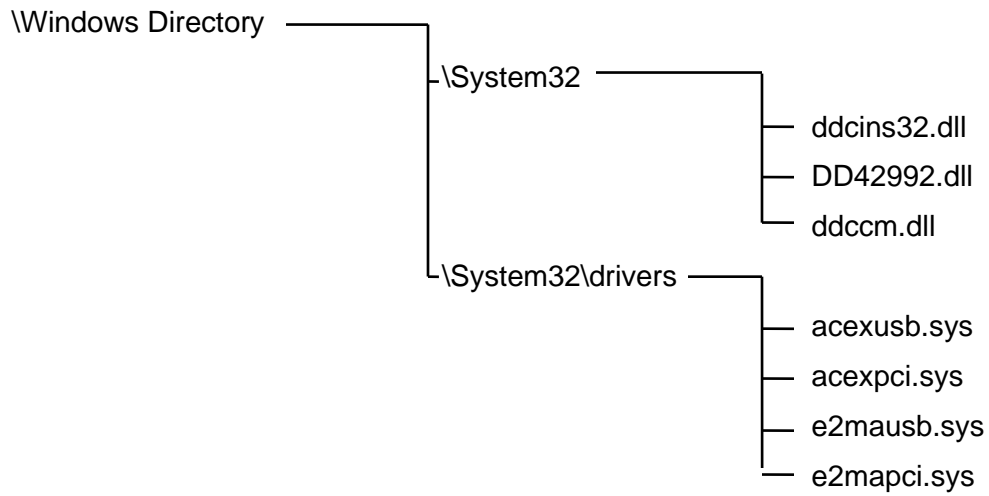 \Windows Directory
\System32
ddcins32.dll
DD42992.dll
ddccm.dll
\System32\drivers
acexusb.sys
acexpci.sys
e2mausb.sys
e2mapci.sys